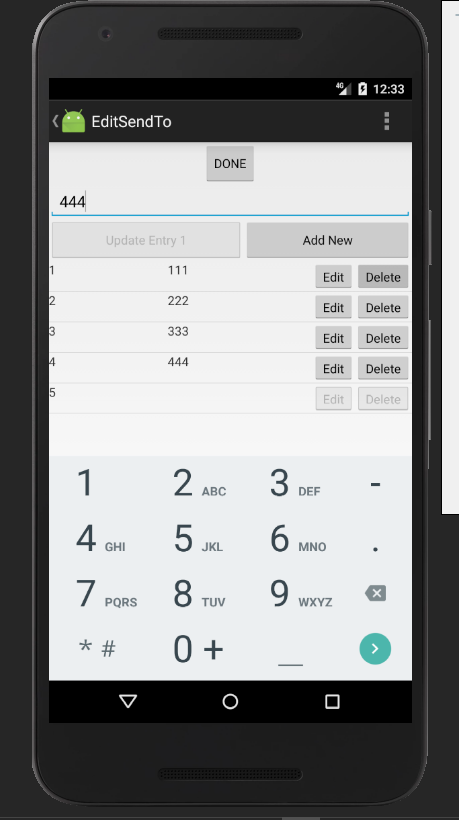 4G 12:33
EditSendTo
DONE
444
Update Entry 1 Add New
1 111 Edit Delete
2 222 Edit Delete
3 333 Edit Delete
4 444 Edit Delete
5 Edit Delete
1 2 ABC 3 DEF -
4 GHI 5 JKL 6 MNO .
7 PQRS 8 TUV 9 WXYZ
* # 0 + _